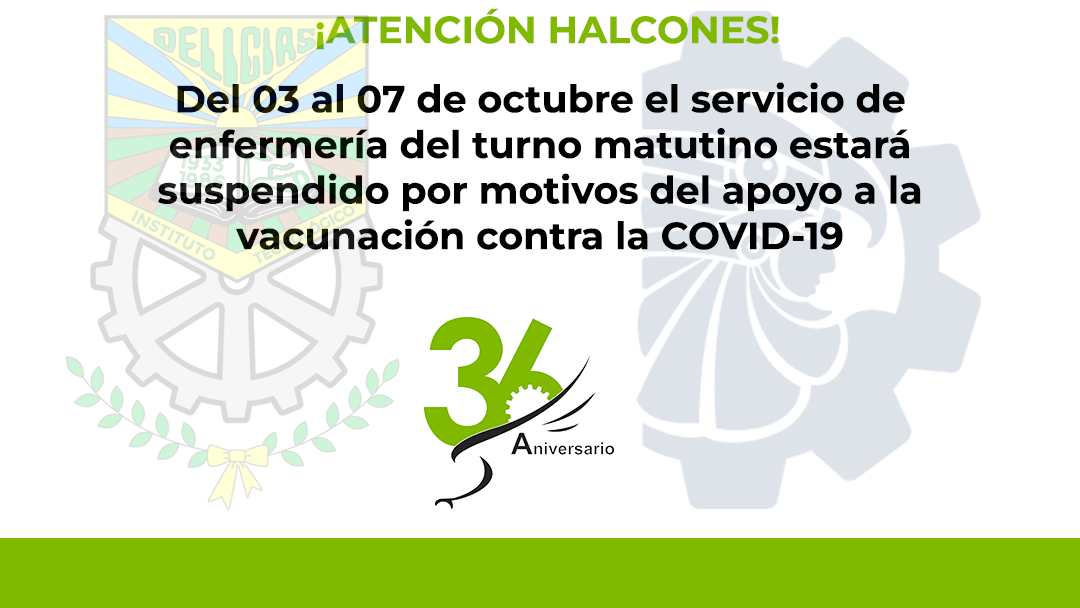 ¡ATENCIÓN HALCONES!
Del 03 al 07 de octubre el servicio de
enfermería del turno matutino estará
suspendido por motivos del apoyo a la
vacunación contra la COVID-19
DELICIAS
1933
1986
INSTITUTO
TECNOLÓGICO
36
Aniversario